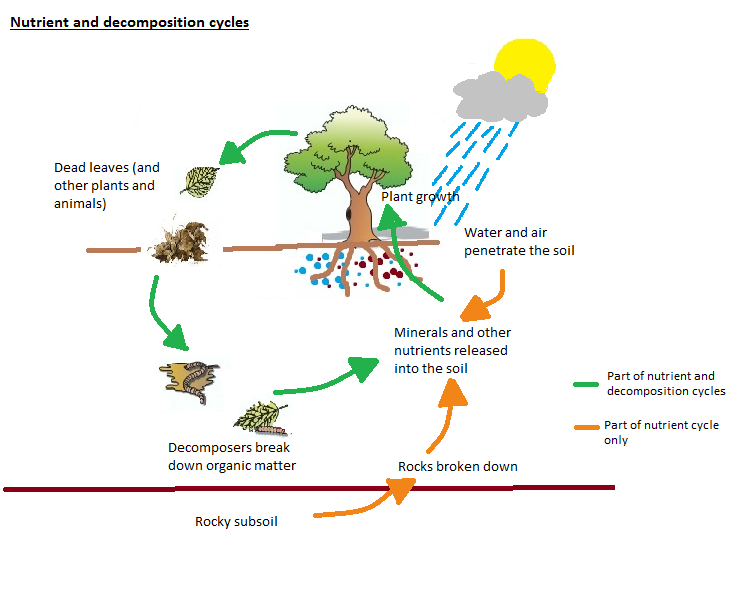 Nutrient and decomposition cycles
Dead leaves (and
other plants and
animals)
Plant growth
Water and air
penetrate the soil
Minerals and other
nutrients released
into the soil
Part of nutrient and
decomposition cycles
Part of nutrient cycle
only
Decomposers break
down organic matter
Rocks broken down
Rocky subsoil